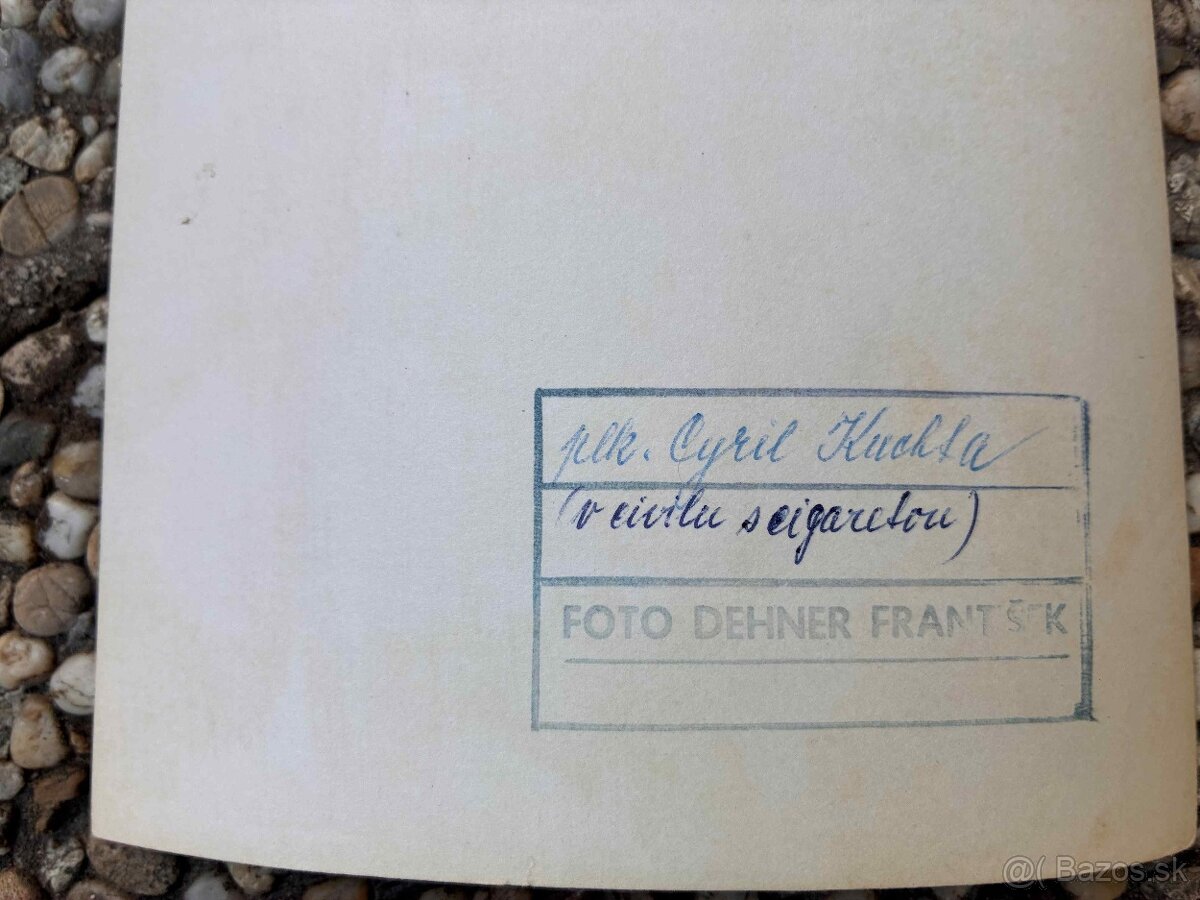 plk. Cyril Kuchta
(v civilu s cigaretou)
FOTO DEHNER FRANTIŠEK
@( Bazos.sk